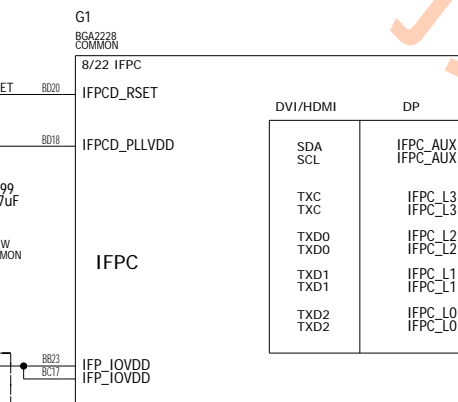 G1
BGA2228
COMMON
8/22 IFPC
ET BD20 IFPCD_RSET
DVI/HDMI DP
BD18 IFPCD_PLLVDD
SDA IFPC_AUX
SCL IFPC_AUX
99
7uF
TXC IFPC_L3
TXC IFPC_L3
W
MON
TXD0 IFPC_L2
TXD0 IFPC_L2
IFPC
TXD1 IFPC_L1
TXD1 IFPC_L1
TXD2 IFPC_L0
TXD2 IFPC_L0
BB23 IFP_IOVDD
BC17 IFP_IOVDD